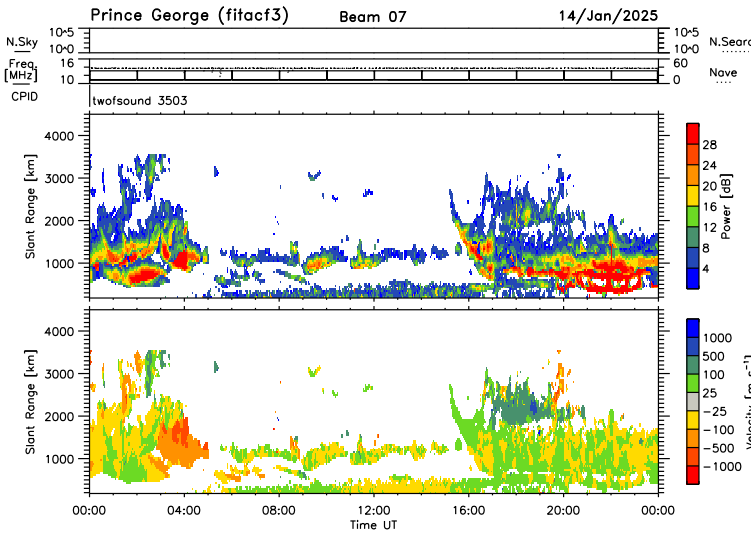 Prince George (fitacf3) Beam 07 14/Jan/2025
N.Sky 10^5 10^0 10^5 10^0 N.Searc
Freq. [MHz] 16 10 60 0 Nave
CPID twofsound 3503
Slant Range [km] 4000 3000 2000 1000
Power [dB] 28 24 20 16 12 8 4
Slant Range [km] 4000 3000 2000 1000
Velocity [m s^-1] 1000 500 100 25 -25 -100 -500 -1000
00:00 04:00 08:00 12:00 16:00 20:00 00:00
Time UT